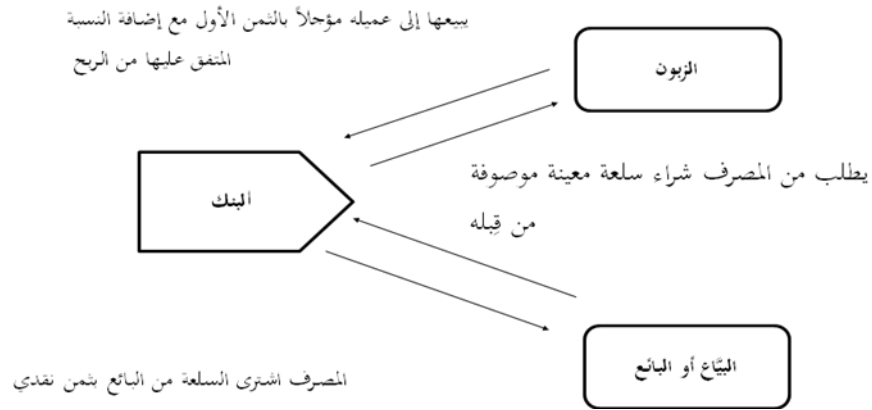 يبيعها إلى عميله مؤجلاً بالثمن الأول مع إضافة النسبة
المتفق عليها من الربح
الزبون
يطلب من المصرف شراء سلعة معينة موصوفة
من قِبله
البنك
البيَّاع أو البائع
المصرف اشترى السلعة من البائع بثمن نقدي